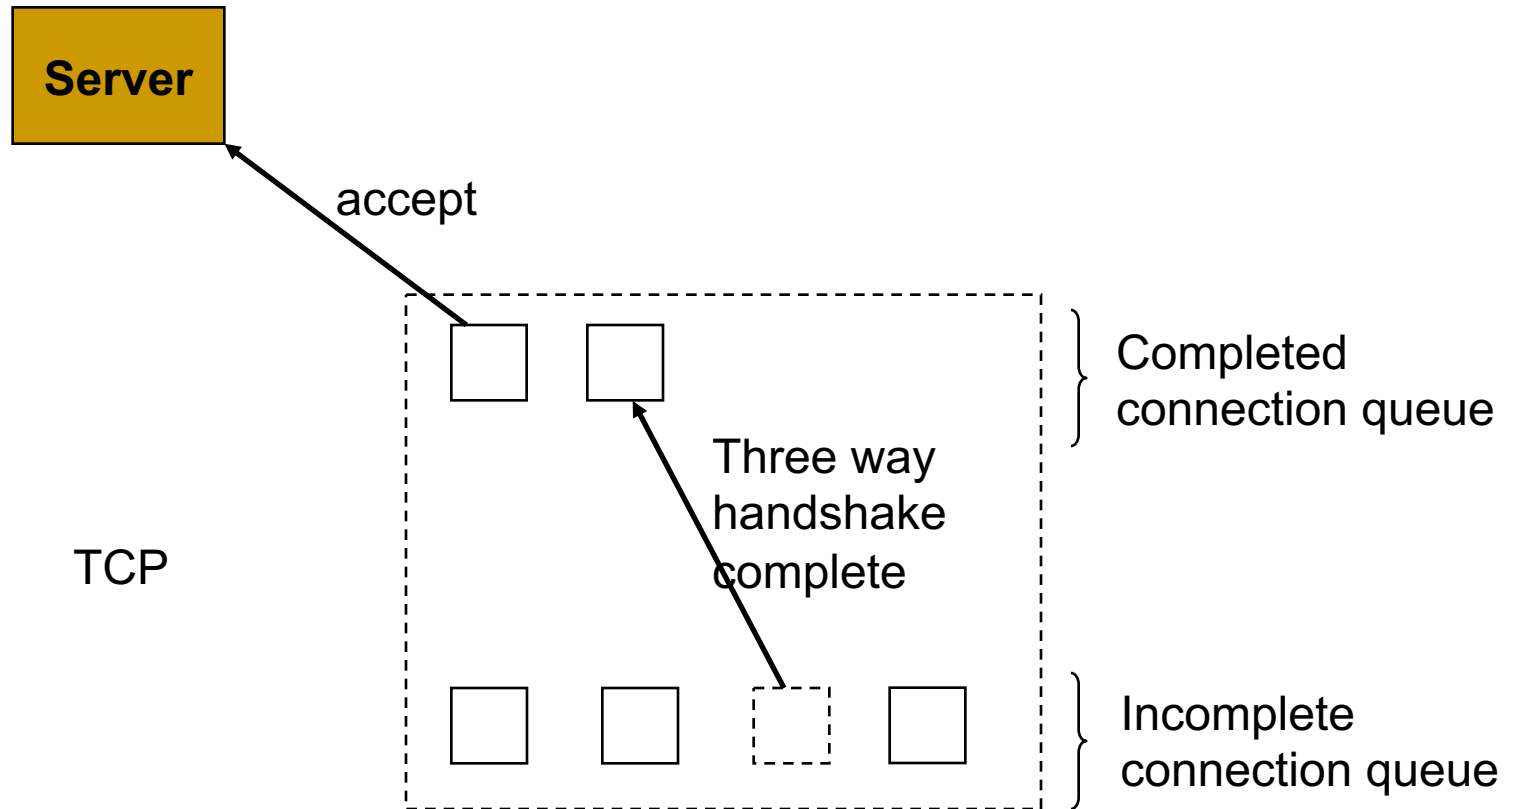 Server
accept
Completed
connection queue
Three way
handshake
complete
TCP
Incomplete
connection queue